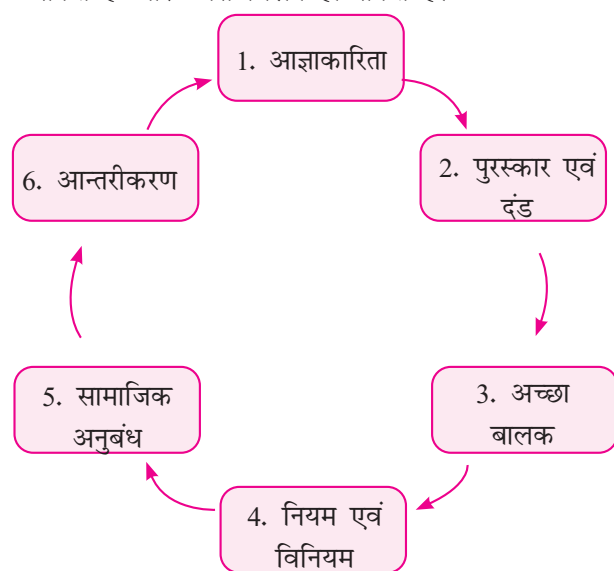 1. आज्ञाकारिता
2. पुरस्कार एवं
दंड
3. अच्छा
बालक
4. नियम एवं
विनियम
5. सामाजिक
अनुबंध
6. आन्तरीकरण